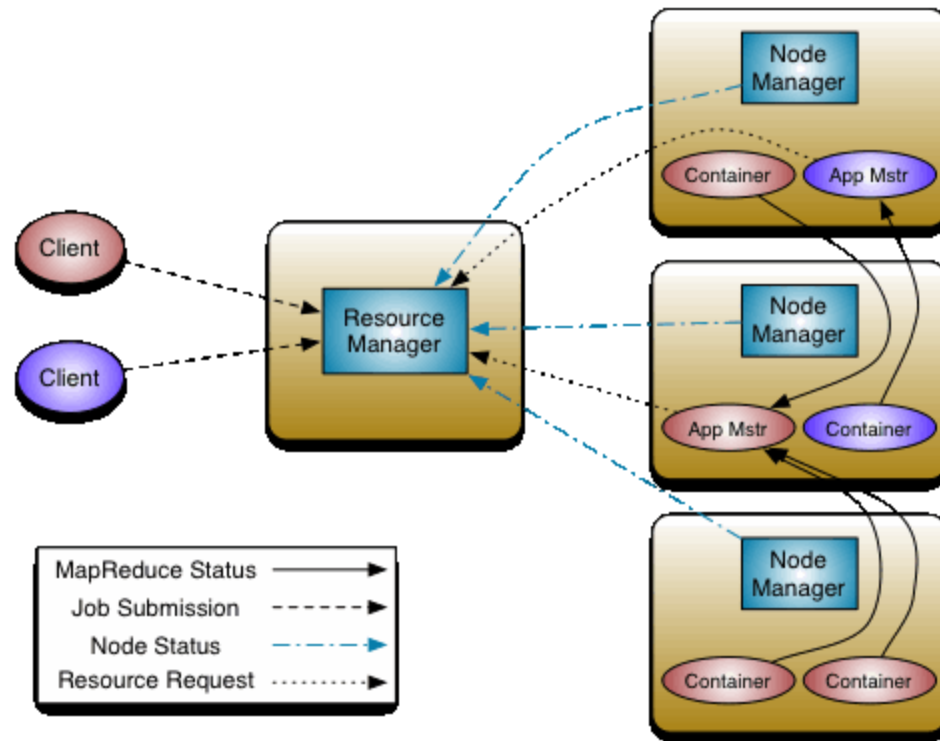 Node
Manager
Container
App Mstr
Client
Client
Resource
Manager
Node
Manager
App Mstr
Container
Node
Manager
Container
Container
MapReduce Status
Job Submission
Node Status
Resource Request